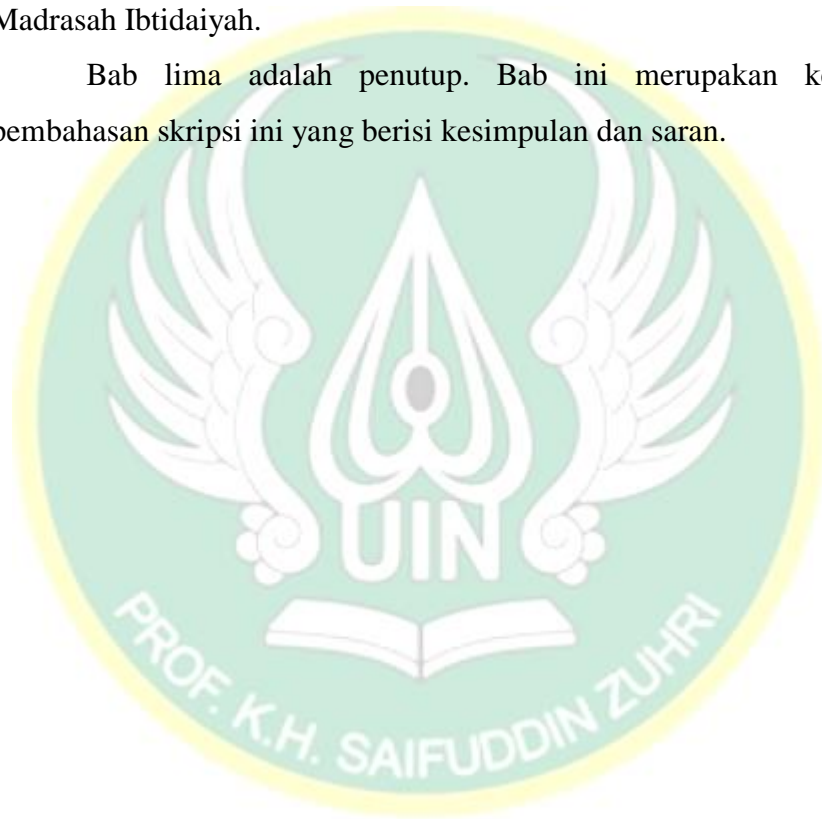 Madrasah Ibtidaiyah.
Bab lima adalah penutup. Bab ini merupakan
pembahasan skripsi ini yang berisi kesimpulan dan saran.
UIN
PROF. K.H. SAIFUDDIN ZUHRI